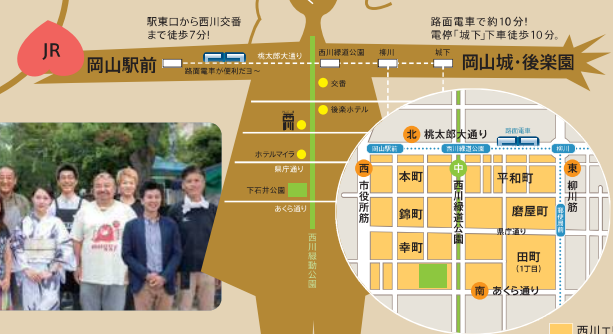 駅東口から西川交番
まで徒歩7分!
路面電車で約10分!
電停「城下」下車徒歩10分。
JR
岡山駅前
桃太郎大通り
西川緑道公園
柳川
城下
岡山城・後楽園
路面電車が便利だヨ~
交番
後楽ホテル
ホテルマイラ
県庁通り
下石井公園
あくら通り
西川緑道公園
北
桃太郎大通り
路面電車
岡山駅前
西川緑道公園
柳川
西
市役所筋
本町
中
西川緑道公園
平和町
東
柳川筋
錦町
磨屋町
県庁通り
幸町
田町
(1丁目)
南
あくら通り
西川エ